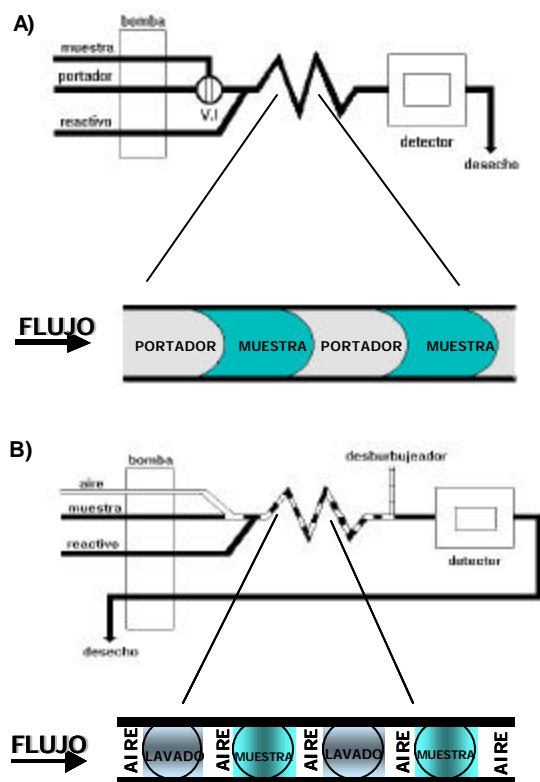 A)
bomba
muestra
portador
reactivo
V.I
detector
desecho
FLUJO
PORTADOR MUESTRA PORTADOR MUESTRA
B)
bomba
desburbujeador
aire
muestra
reactivo
detector
desecho
FLUJO
AIRE LAVADO AIRE MUESTRA AIRE LAVADO AIRE MUESTRA AIRE